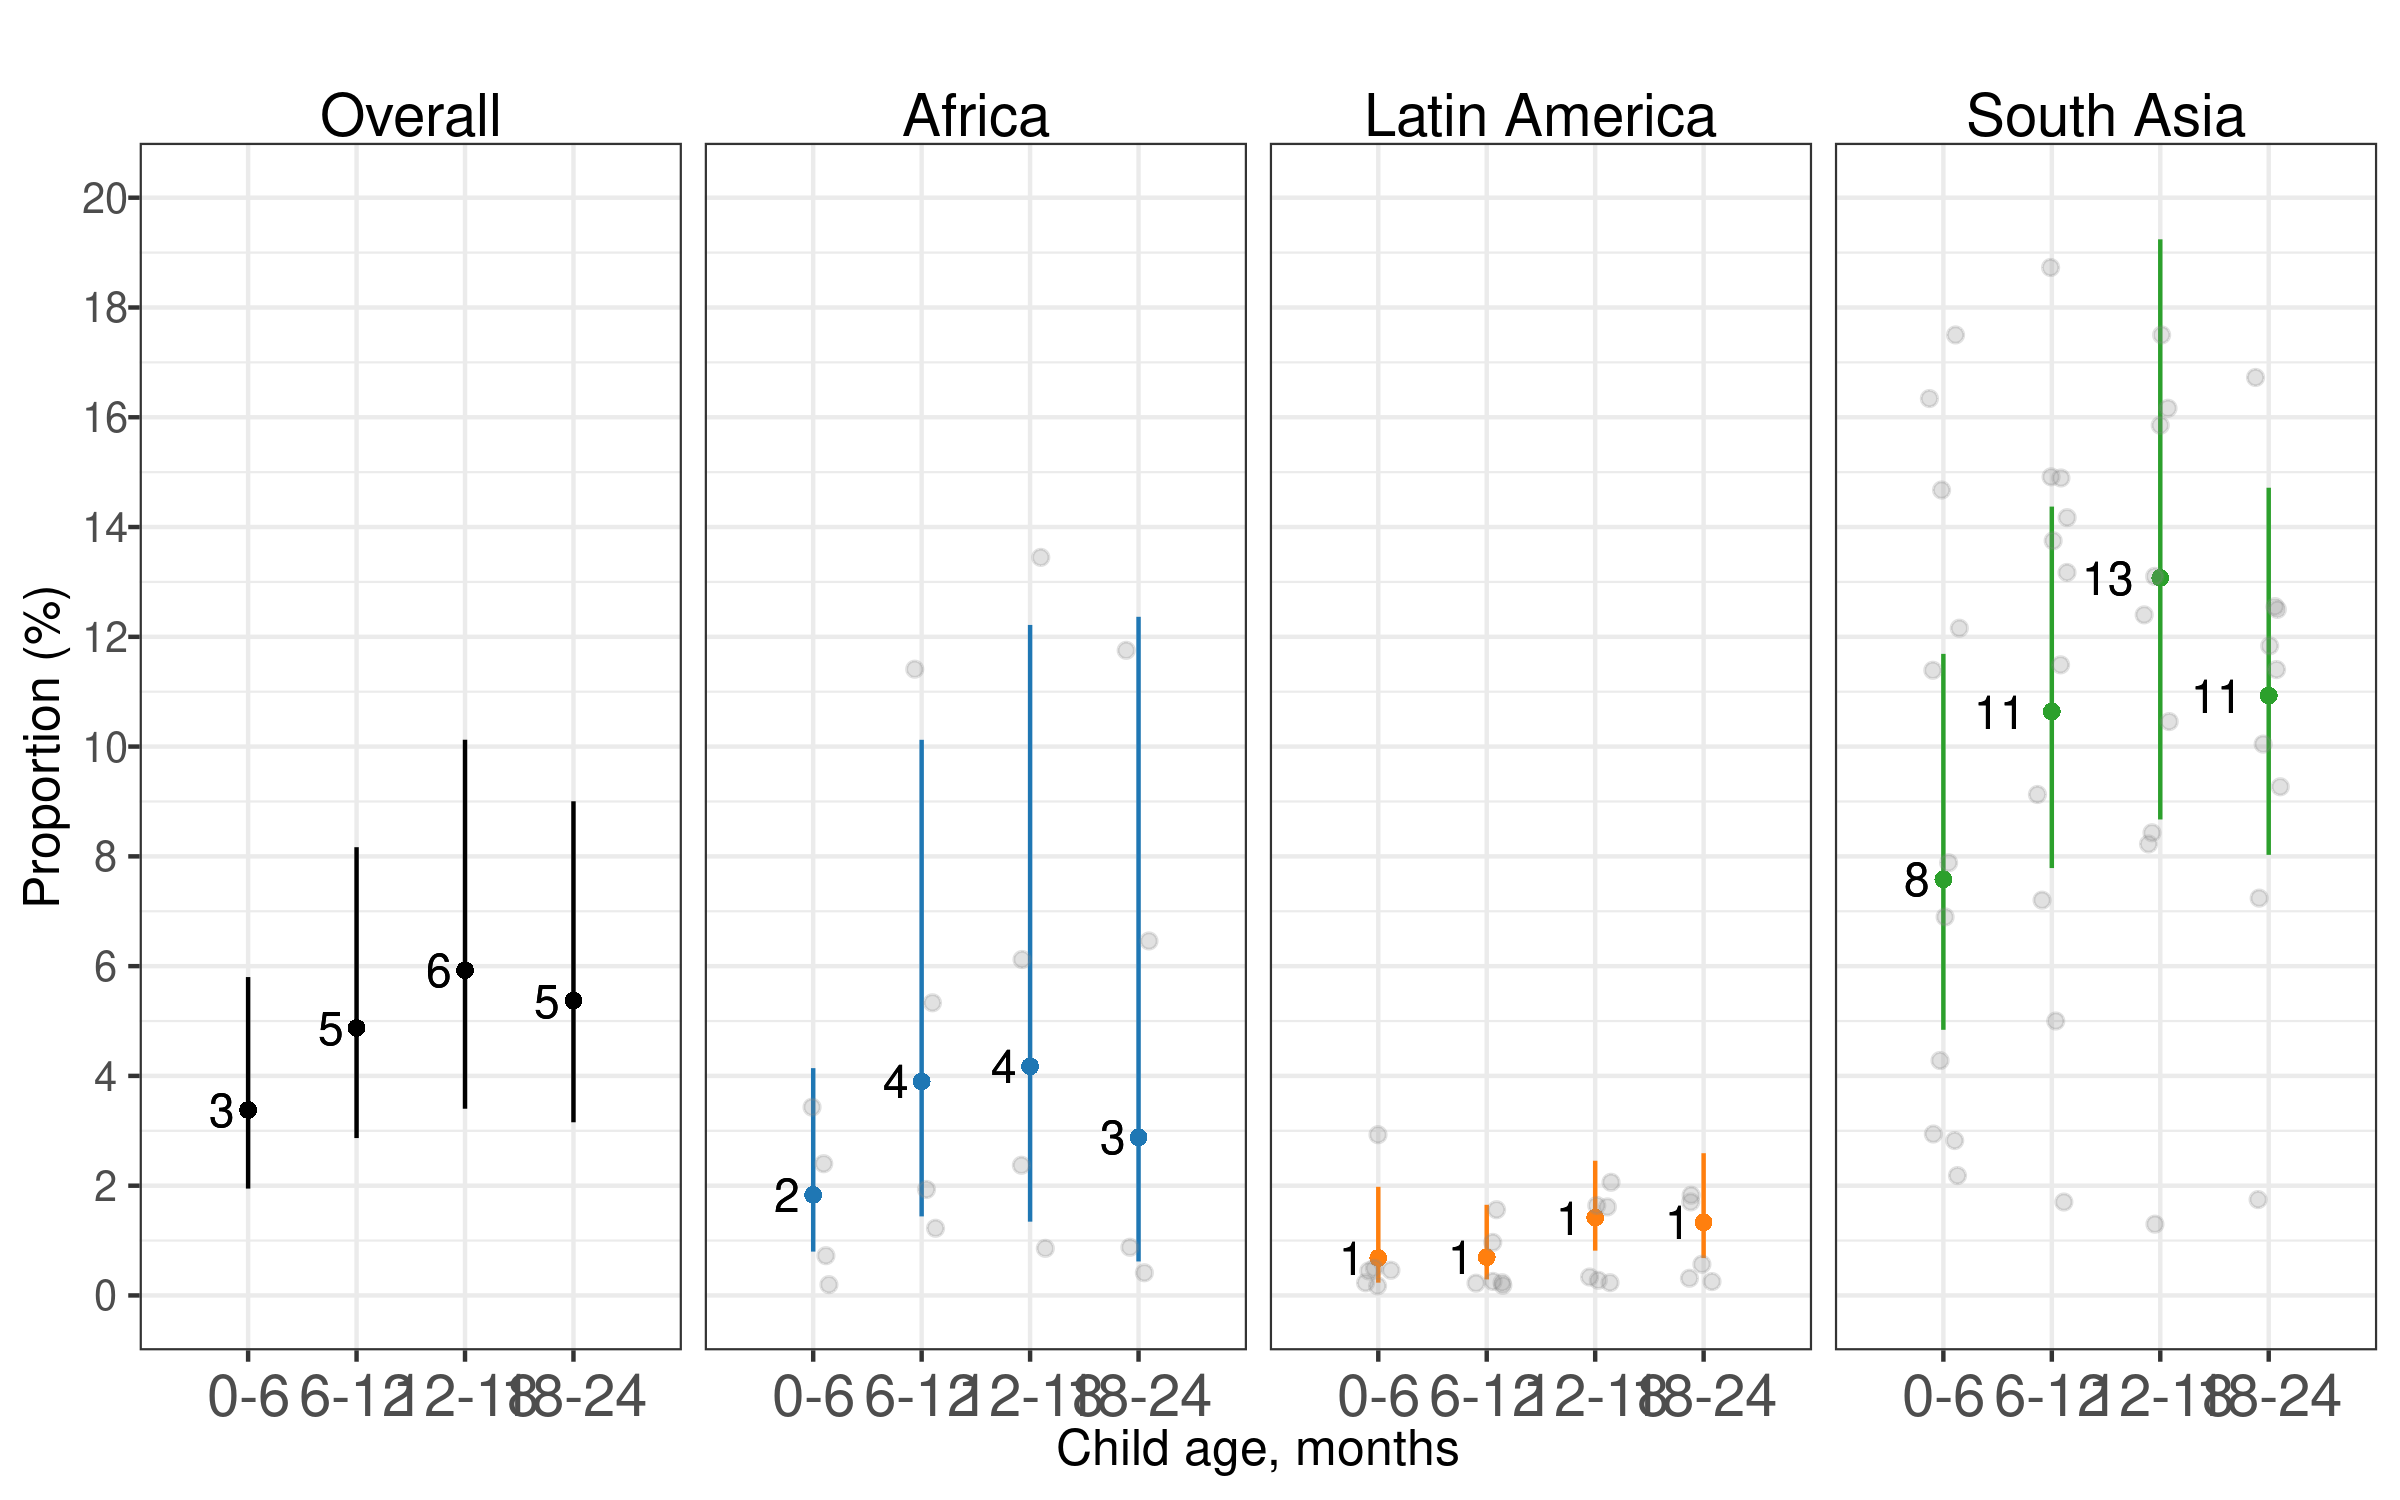 Overall Africa Latin America South Asia
20
18
16
14
12
10
8
6
4
2
0
Proportion (%)
3 5 6 5
2 4 4 3
1 1 1 1
8 11 13 11
0-6 6-12 12-18 18-24 0-6 6-12 12-18 18-24 0-6 6-12 12-18 18-24 0-6 6-12 12-18 18-24
Child age, months